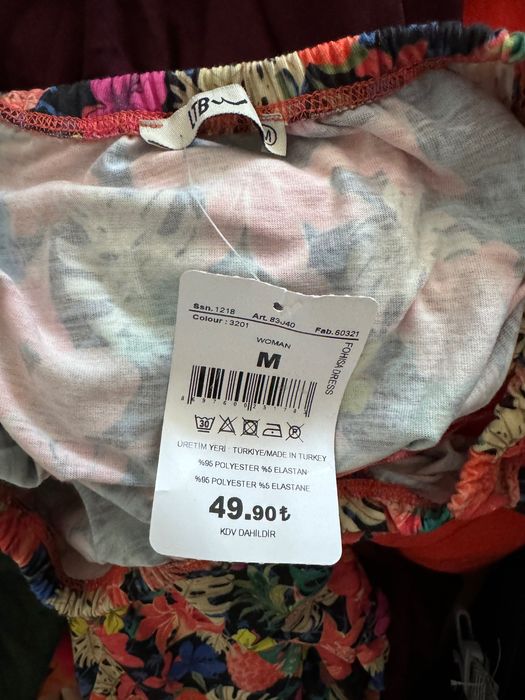 LTB
M
Ssn. 1218 Art. 83040 Fab. 60321
Colour : 3201
WOMAN
M
FOHISA DRESS
30
ÜRETİM YERİ : TÜRKİYE/MADE IN TURKEY
%95 POLYESTER %5 ELASTAN
%95 POLYESTER %5 ELASTANE
49.90₺
KDV DAHİLDİR